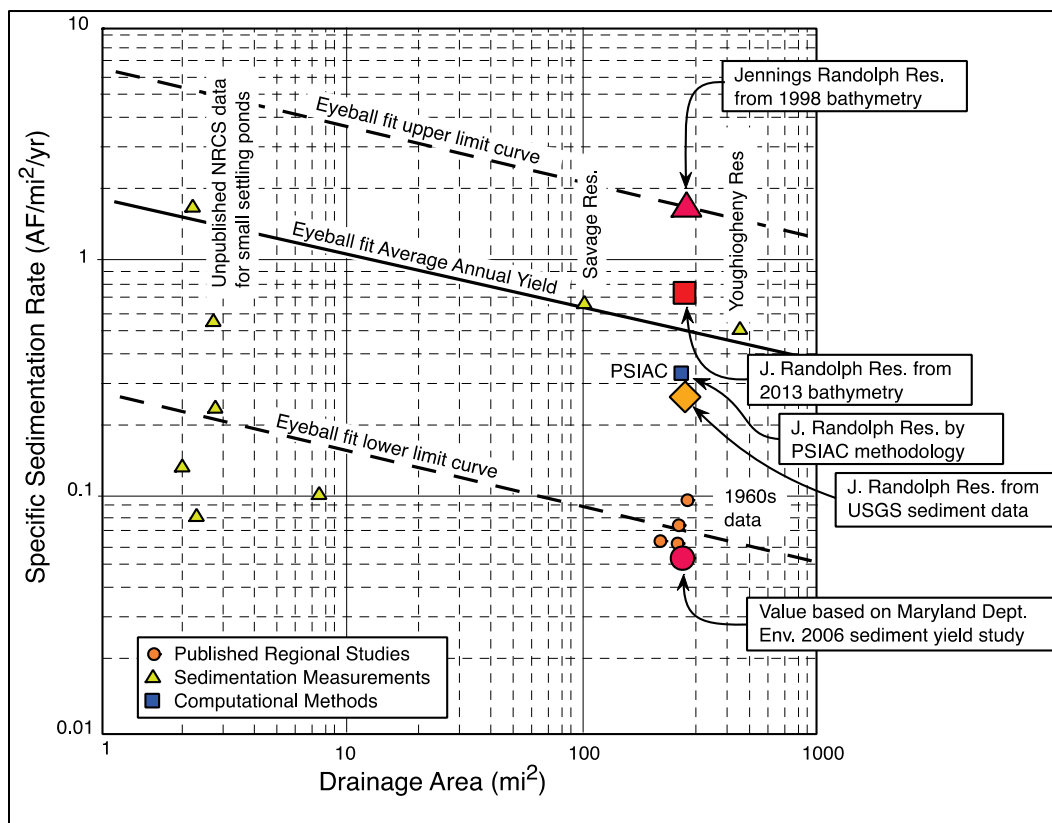 Specific Sedimentation Rate (AF/mi²/yr)
10
1
0.1
0.01
1
10
100
1000
Drainage Area (mi²)
Unpublished NRCS data
for small settling ponds
Eyeball fit upper limit curve
Eyeball fit Average Annual Yield
Eyeball fit lower limit curve
Savage Res.
Youghiogheny Res
Jennings Randolph Res.
from 1998 bathymetry
J. Randolph Res. from
2013 bathymetry
PSIAC
J. Randolph Res. by
PSIAC methodology
J. Randolph Res. from
USGS sediment data
1960s
data
Value based on Maryland Dept.
Env. 2006 sediment yield study
Published Regional Studies
Sedimentation Measurements
Computational Methods